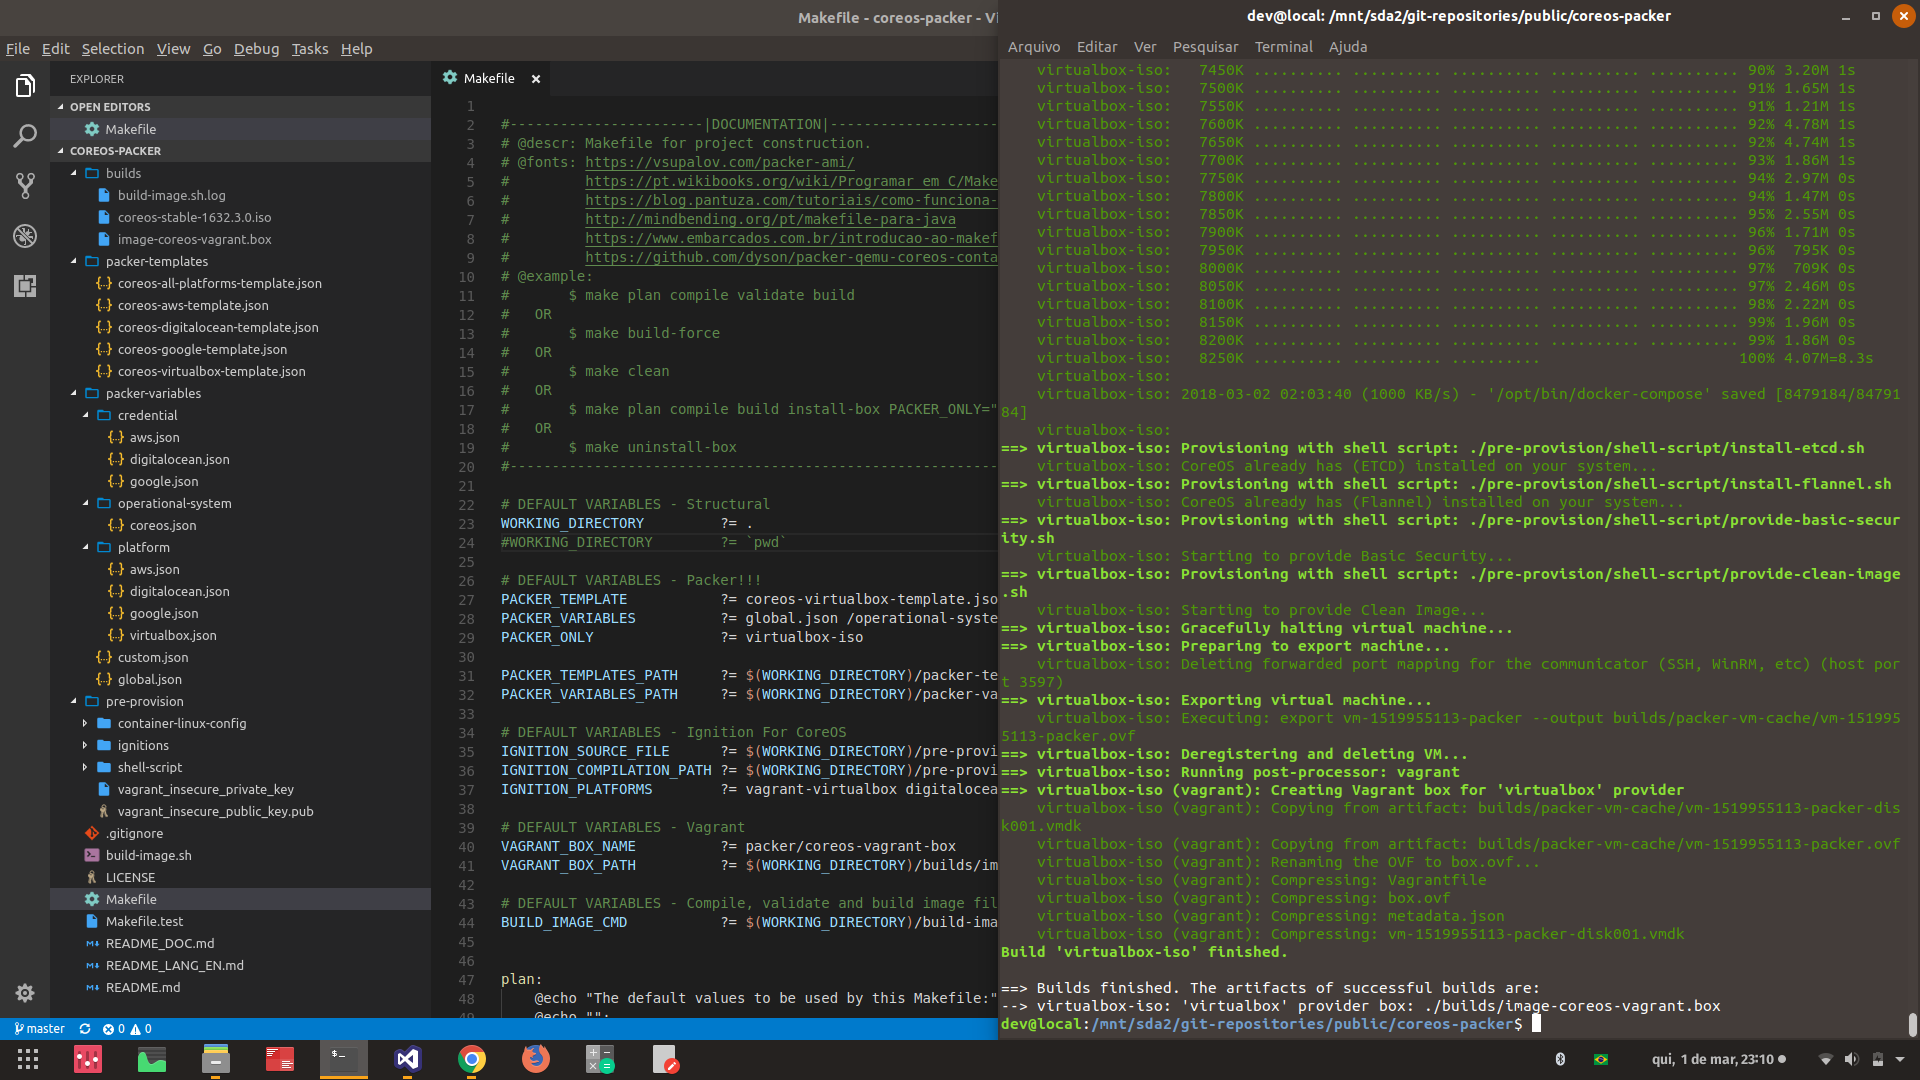 Makefile - coreos-packer - Vi
File Edit Selection View Go Debug Tasks Help
EXPLORER
OPEN EDITORS
Makefile
COREOS-PACKER
builds
build-image.sh.log
coreos-stable-1632.3.0.iso
image-coreos-vagrant.box
packer-templates
coreos-all-platforms-template.json
coreos-aws-template.json
coreos-digitalocean-template.json
coreos-google-template.json
coreos-virtualbox-template.json
packer-variables
credential
aws.json
digitalocean.json
google.json
operational-system
coreos.json
platform
aws.json
digitalocean.json
google.json
virtualbox.json
custom.json
global.json
pre-provision
container-linux-config
ignitions
shell-script
vagrant_insecure_private_key
vagrant_insecure_public_key.pub
.gitignore
build-image.sh
LICENSE
Makefile
Makefile.test
README_DOC.md
README_LANG_EN.md
README.md
master 0 0
Makefile ×
1
2 #-----------------------|DOCUMENTATION|--------------------
3 # @descr: Makefile for project construction.
4 # @fonts: https://vsupalov.com/packer-ami/
5 #         https://pt.wikibooks.org/wiki/Programar_em_C/Make
6 #         https://blog.pantuza.com/tutoriais/como-funciona-
7 #         http://mindbending.org/pt/makefile-para-java
8 #         https://www.embarcados.com.br/introducao-ao-makef
9 #         https://github.com/dyson/packer-qemu-coreos-conta
10 # @example:
11 #       $ make plan compile validate build
12 #   OR
13 #       $ make build-force
14 #   OR
15 #       $ make clean
16 #   OR
17 #       $ make plan compile build install-box PACKER_ONLY="
18 #   OR
19 #       $ make uninstall-box
20 #----------------------------------------------------------
21
22 # DEFAULT VARIABLES - Structural
23 WORKING_DIRECTORY         ?= .
24 #WORKING_DIRECTORY        ?= `pwd`
25
26 # DEFAULT VARIABLES - Packer!!!
27 PACKER_TEMPLATE           ?= coreos-virtualbox-template.jso
28 PACKER_VARIABLES          ?= global.json /operational-syste
29 PACKER_ONLY               ?= virtualbox-iso
30
31 PACKER_TEMPLATES_PATH     ?= $(WORKING_DIRECTORY)/packer-te
32 PACKER_VARIABLES_PATH     ?= $(WORKING_DIRECTORY)/packer-va
33
34 # DEFAULT VARIABLES - Ignition For CoreOS
35 IGNITION_SOURCE_FILE      ?= $(WORKING_DIRECTORY)/pre-provi
36 IGNITION_COMPILATION_PATH ?= $(WORKING_DIRECTORY)/pre-provi
37 IGNITION_PLATFORMS        ?= vagrant-virtualbox digitalocea
38
39 # DEFAULT VARIABLES - Vagrant
40 VAGRANT_BOX_NAME          ?= packer/coreos-vagrant-box
41 VAGRANT_BOX_PATH          ?= $(WORKING_DIRECTORY)/builds/im
42
43 # DEFAULT VARIABLES - Compile, validate and build image fil
44 BUILD_IMAGE_CMD           ?= $(WORKING_DIRECTORY)/build-ima
45
46
47 plan:
48     @echo "The default values to be used by this Makefile:"
@echo "";
dev@local: /mnt/sda2/git-repositories/public/coreos-packer
Arquivo Editar Ver Pesquisar Terminal Ajuda
virtualbox-iso:   7450K .......... .......... .......... .......... .......... 90% 3.20M 1s
virtualbox-iso:   7500K .......... .......... .......... .......... .......... 91% 1.65M 1s
virtualbox-iso:   7550K .......... .......... .......... .......... .......... 91% 1.21M 1s
virtualbox-iso:   7600K .......... .......... .......... .......... .......... 92% 4.78M 1s
virtualbox-iso:   7650K .......... .......... .......... .......... .......... 92% 4.74M 1s
virtualbox-iso:   7700K .......... .......... .......... .......... .......... 93% 1.86M 1s
virtualbox-iso:   7750K .......... .......... .......... .......... .......... 94% 2.97M 0s
virtualbox-iso:   7800K .......... .......... .......... .......... .......... 94% 1.47M 0s
virtualbox-iso:   7850K .......... .......... .......... .......... .......... 95% 2.55M 0s
virtualbox-iso:   7900K .......... .......... .......... .......... .......... 96% 1.71M 0s
virtualbox-iso:   7950K .......... .......... .......... .......... .......... 96%  795K 0s
virtualbox-iso:   8000K .......... .......... .......... .......... .......... 97%  709K 0s
virtualbox-iso:   8050K .......... .......... .......... .......... .......... 97% 2.46M 0s
virtualbox-iso:   8100K .......... .......... .......... .......... .......... 98% 2.22M 0s
virtualbox-iso:   8150K .......... .......... .......... .......... .......... 99% 1.96M 0s
virtualbox-iso:   8200K .......... .......... .......... .......... .......... 99% 1.86M 0s
virtualbox-iso:   8250K .......... .......... ..........                      100% 4.07M=8.3s
virtualbox-iso:
virtualbox-iso: 2018-03-02 02:03:40 (1000 KB/s) - '/opt/bin/docker-compose' saved [8479184/84791
84]
virtualbox-iso:
==> virtualbox-iso: Provisioning with shell script: ./pre-provision/shell-script/install-etcd.sh
virtualbox-iso: CoreOS already has (ETCD) installed on your system...
==> virtualbox-iso: Provisioning with shell script: ./pre-provision/shell-script/install-flannel.sh
virtualbox-iso: CoreOS already has (Flannel) installed on your system...
==> virtualbox-iso: Provisioning with shell script: ./pre-provision/shell-script/provide-basic-secur
ity.sh
virtualbox-iso: Starting to provide Basic Security...
==> virtualbox-iso: Provisioning with shell script: ./pre-provision/shell-script/provide-clean-image
.sh
virtualbox-iso: Starting to provide Clean Image...
==> virtualbox-iso: Gracefully halting virtual machine...
==> virtualbox-iso: Preparing to export machine...
virtualbox-iso: Deleting forwarded port mapping for the communicator (SSH, WinRM, etc) (host por
t 3597)
==> virtualbox-iso: Exporting virtual machine...
virtualbox-iso: Executing: export vm-1519955113-packer --output builds/packer-vm-cache/vm-151995
5113-packer.ovf
==> virtualbox-iso: Deregistering and deleting VM...
==> virtualbox-iso: Running post-processor: vagrant
==> virtualbox-iso (vagrant): Creating Vagrant box for 'virtualbox' provider
virtualbox-iso (vagrant): Copying from artifact: builds/packer-vm-cache/vm-1519955113-packer-dis
k001.vmdk
virtualbox-iso (vagrant): Copying from artifact: builds/packer-vm-cache/vm-1519955113-packer.ovf
virtualbox-iso (vagrant): Renaming the OVF to box.ovf...
virtualbox-iso (vagrant): Compressing: Vagrantfile
virtualbox-iso (vagrant): Compressing: box.ovf
virtualbox-iso (vagrant): Compressing: metadata.json
virtualbox-iso (vagrant): Compressing: vm-1519955113-packer-disk001.vmdk
Build 'virtualbox-iso' finished.
==> Builds finished. The artifacts of successful builds are:
--> virtualbox-iso: 'virtualbox' provider box: ./builds/image-coreos-vagrant.box
dev@local:/mnt/sda2/git-repositories/public/coreos-packer$
qui, 1 de mar, 23:10